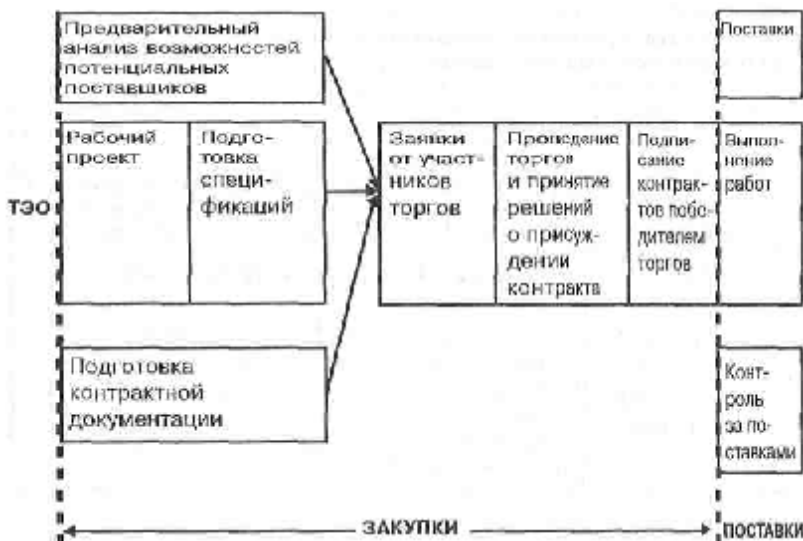 Предварительный
анализ возможностей
потенциальных
поставщиков
Поставки
Рабочий
проект
Подго-
товка
специ-
фикаций
Заявки
от участ-
ников
торгов
Проведение
торгов
и принятие
решений
о присуж-
дении
контракта
Подпи-
сание
контрак-
тов побе-
дителем
торгов
Выпол-
нение
работ
ТЭО
Подготовка
контрактной
документации
Конт-
роль
за по-
ставками
ЗАКУПКИ
ПОСТАВКИ